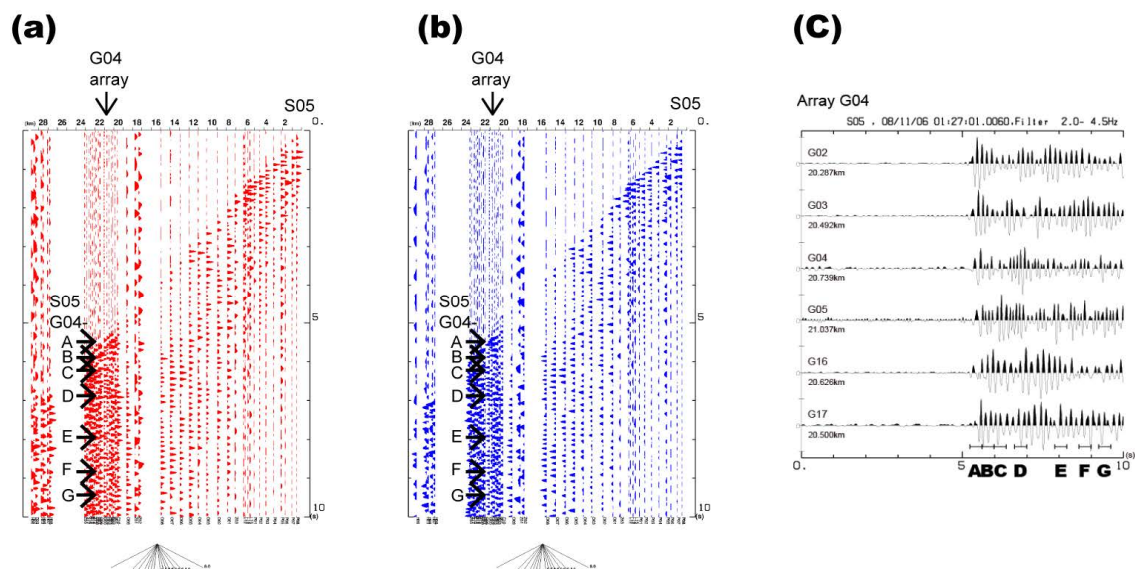 (a)
G04
array
S05
(km) 28 26 24 22 20 18 16 14 12 10 8 6 4 2 0.
S05
G04
A
B
C
D
E
F
G
5
10
(s)
(b)
G04
array
S05
(km) 28 26 24 22 20 18 16 14 12 10 8 6 4 2 0.
S05
G04
A
B
C
D
E
F
G
5
10
(s)
(C)
Array G04
S05 . 08/11/06 01:27:01.0060.Filter 2.0- 4.5Hz
G02
20.287km
G03
20.492km
G04
20.739km
G05
21.037km
G16
20.626km
G17
20.500km
0. 5 10 (s)
A B C D E F G